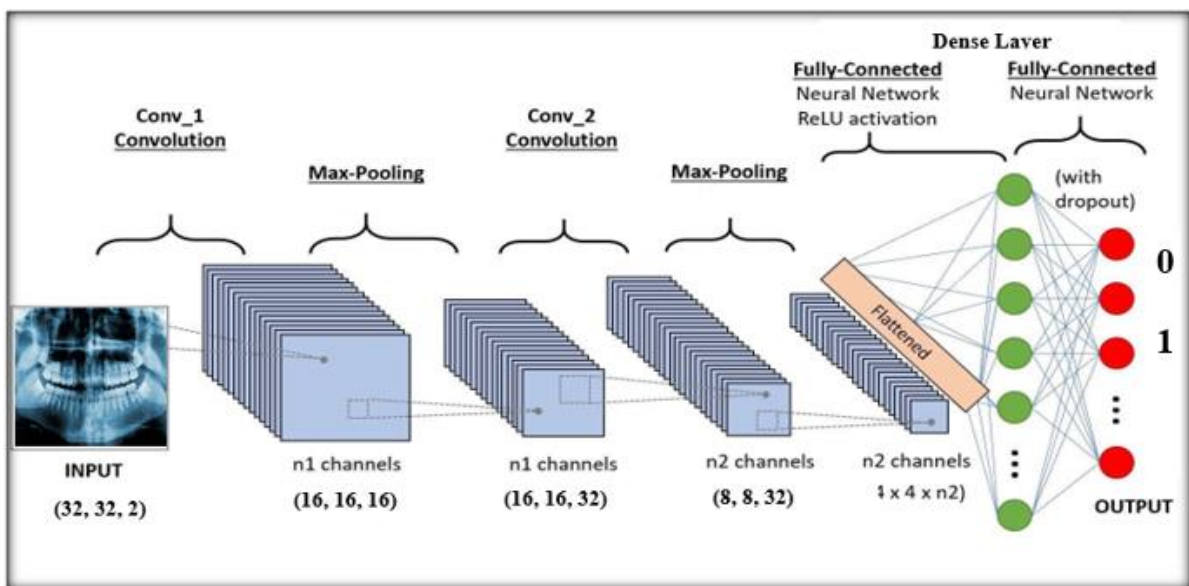 Dense Laver
Fully-Connected
Neural Network
ReLU activation
Fully-Connected
Neural Network
Conv_1
Convolution
Conv_2
Convolution
Max-Pooling
Max-Pooling
(with
dropout)
0
1
Flattened
INPUT
(32, 32, 2)
n1 channels
(16, 16, 16)
n1 channels
(16, 16, 32)
n2 channels
(8, 8, 32)
n2 channels
x 4 x n2)
OUTPUT